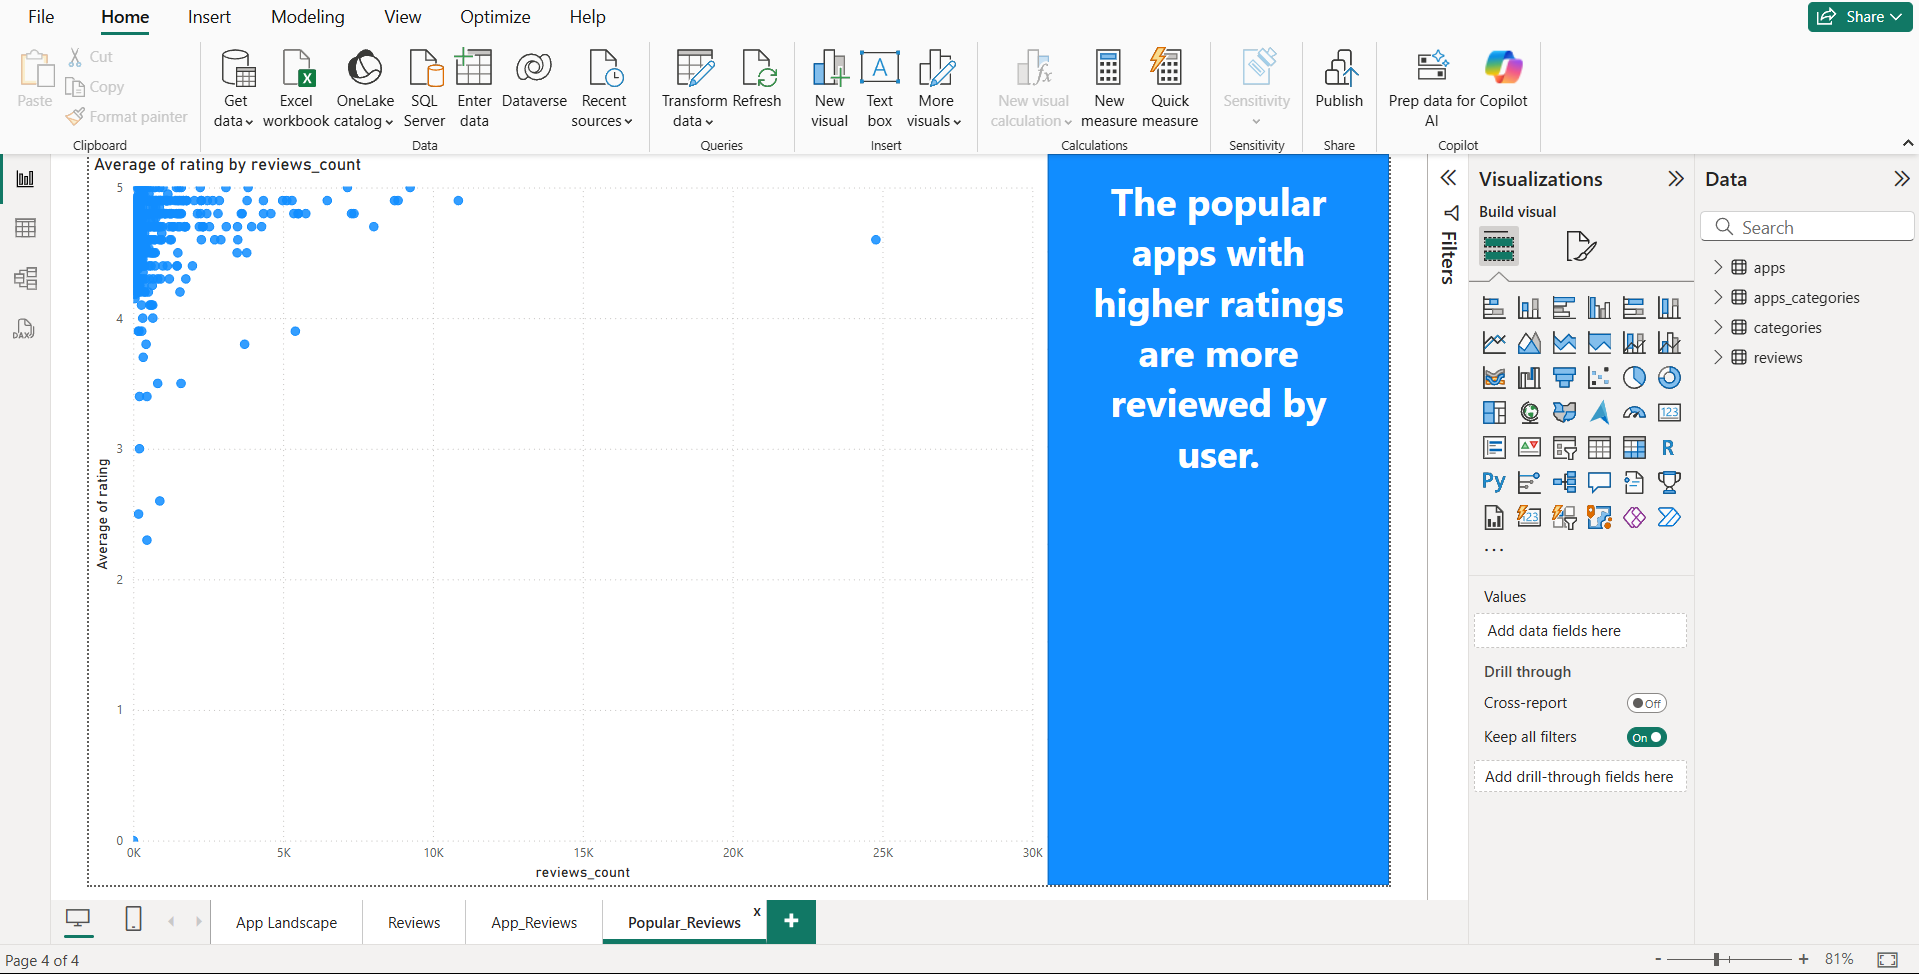 File Home Insert Modeling View Optimize Help Share
Paste
Cut
Copy
Format painter
Clipboard
Get data
Excel workbook
OneLake catalog
SQL Server
Enter data
Dataverse
Recent sources
Data
Transform data
Refresh
Queries
New visual
Text box
More visuals
Insert
New visual calculation
New measure
Quick measure
Calculations
Sensitivity
Sensitivity
Publish
Share
Prep data for AI
Copilot
Copilot
Average of rating by reviews_count
5
4
3
2
1
0
Average of rating
0K 5K 10K 15K 20K 25K 30K
reviews_count
The popular
apps with
higher ratings
are more
reviewed by
user.
Filters
Visualizations
Build visual
123
R
Py
123
...
Values
Add data fields here
Drill through
Cross-report Off
Keep all filters On
Add drill-through fields here
Data
Search
apps
apps_categories
categories
reviews
DAX
App Landscape Reviews App_Reviews Popular_Reviews x +
Page 4 of 4
- + 81%